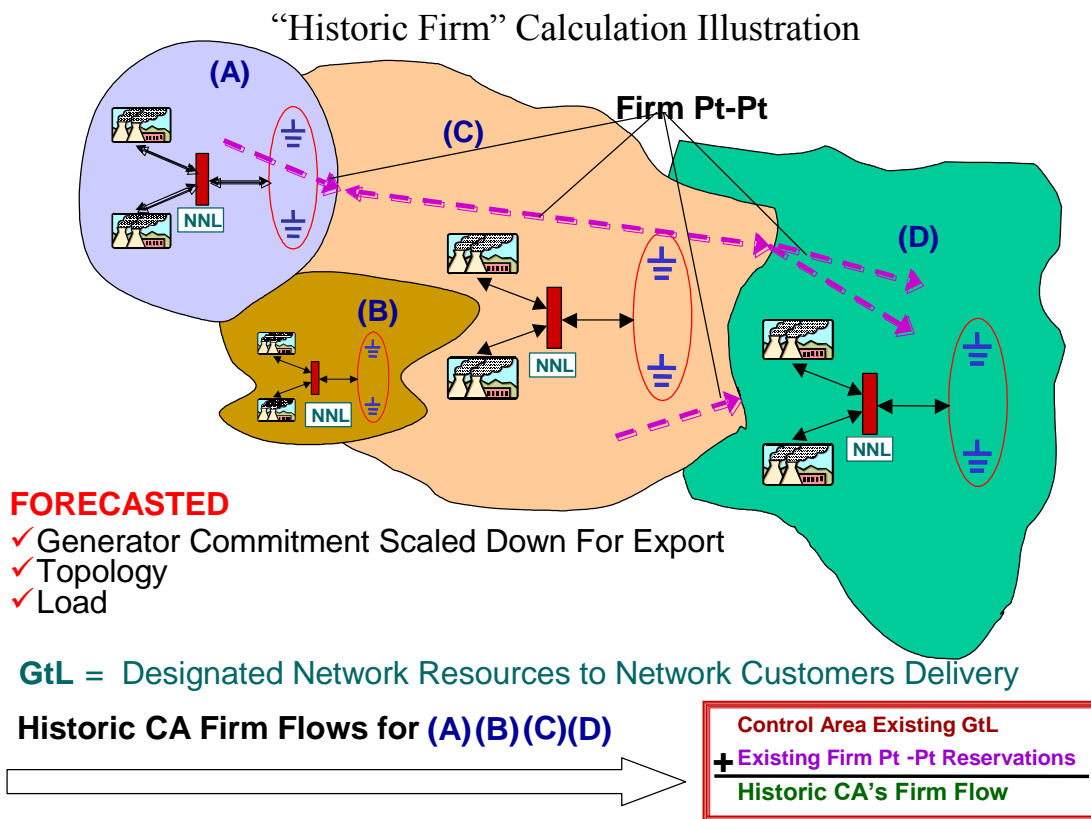 “Historic Firm” Calculation Illustration
(A)
Firm Pt-Pt
(C)
NNL
(D)
(B)
NNL
NNL
NNL
FORECASTED
✓Generator Commitment Scaled Down For Export
✓Topology
✓Load
GtL = Designated Network Resources to Network Customers Delivery
Historic CA Firm Flows for (A)(B)(C)(D)
Control Area Existing GtL
+ Existing Firm Pt -Pt Reservations
Historic CA's Firm Flow